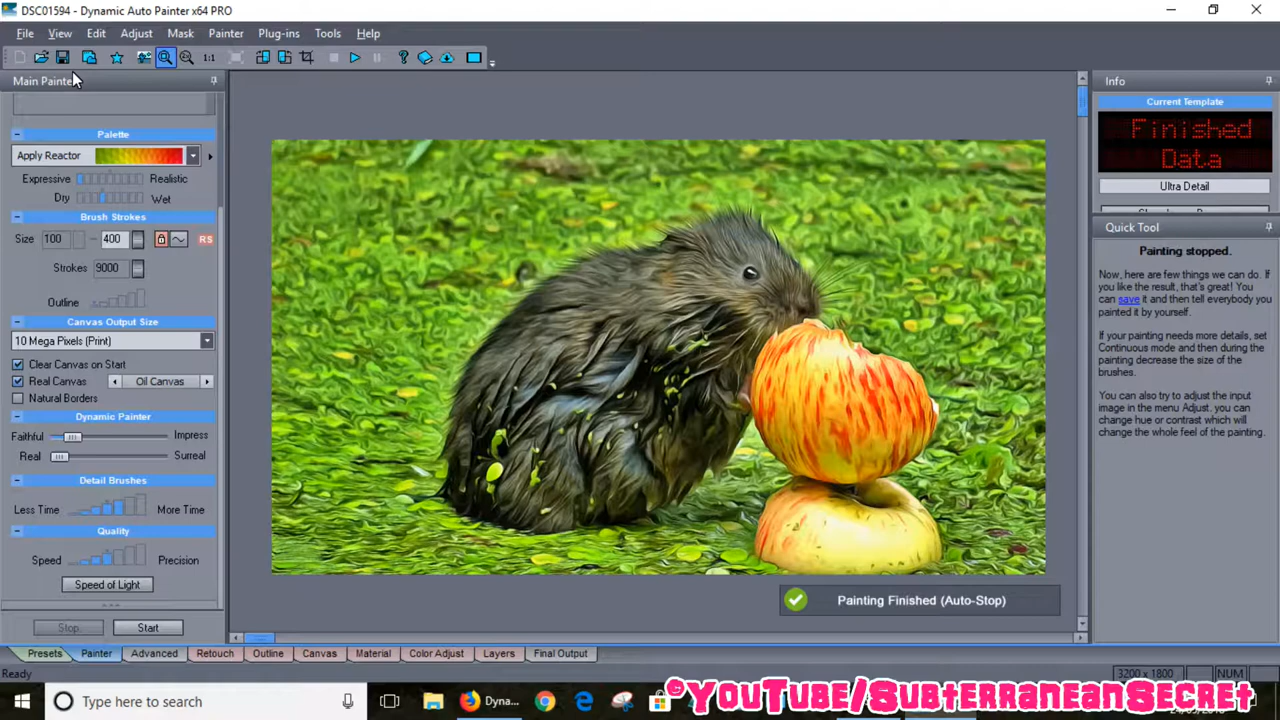 DSC01594 - Dynamic Auto Painter x64 PRO
File View Edit Adjust Mask Painter Plug-ins Tools Help
1:1
Main Painter
Info
Current Template
Finished
Data
Ultra Detail
Quick Tool
Painting stopped.
Now, here are few things we can do. If
you like the result, that's great! You
can save it and then tell everybody you
painted it by yourself.
If your painting needs more details, set
Continuous mode and then during the
painting decrease the size of the
brushes.
You can also try to adjust the input
image in the menu Adjust. you can
change hue or contrast which will
change the whole feel of the painting.
Palette
Apply Reactor
Expressive Realistic
Dry Wet
Brush Strokes
Size 100 400 RS
Strokes 9000
Outline
Canvas Output Size
10 Mega Pixels (Print)
Clear Canvas on Start
Real Canvas Oil Canvas
Natural Borders
Dynamic Painter
Faithful Impress
Real Surreal
Detail Brushes
Less Time More Time
Quality
Speed Precision
Speed of Light
Stop Start
Painting Finished (Auto-Stop)
Presets Painter Advanced Retouch Outline Canvas Material Color Adjust Layers Final Output
Ready
3200 x 1800 NUM
Type here to search
Dyna...
©YouTube/SubterraneanSecret